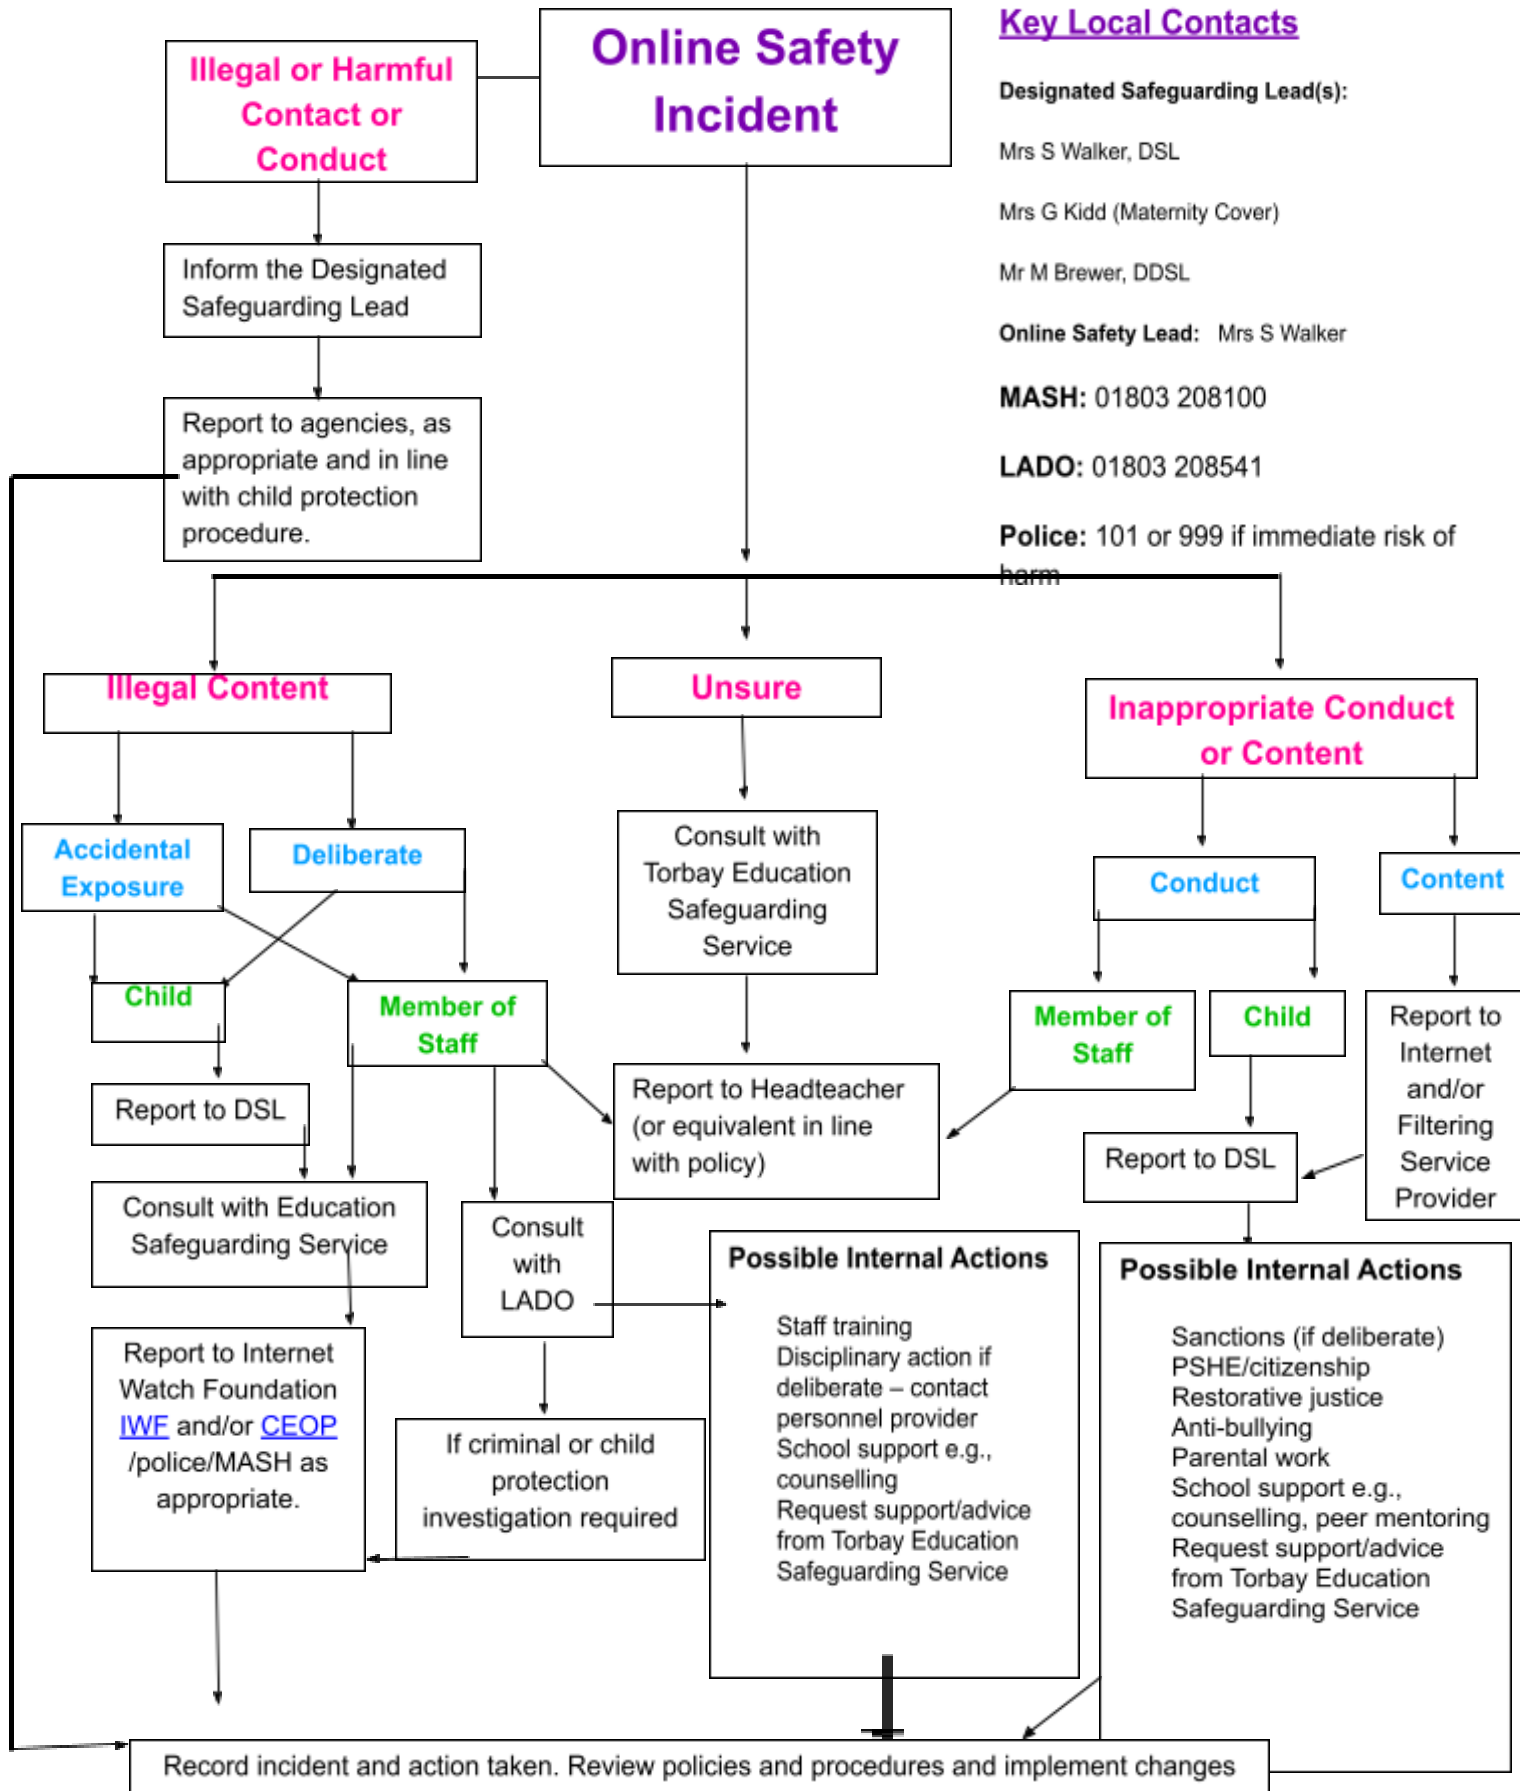 Online Safety
Incident
Illegal or Harmful
Contact or
Conduct
Key Local Contacts
Designated Safeguarding Lead(s):
Mrs S Walker, DSL
Mrs G Kidd (Maternity Cover)
Mr M Brewer, DDSL
Online Safety Lead: Mrs S Walker
MASH: 01803 208100
LADO: 01803 208541
Police: 101 or 999 if immediate risk of
harm
Inform the Designated
Safeguarding Lead
Report to agencies, as
appropriate and in line
with child protection
procedure.
Illegal Content
Unsure
Inappropriate Conduct
or Content
Accidental
Exposure
Deliberate
Consult with
Torbay Education
Safeguarding
Service
Conduct
Content
Child
Member of
Staff
Member of
Staff
Child
Report to
Internet
and/or
Filtering
Service
Provider
Report to DSL
Report to Headteacher
(or equivalent in line
with policy)
Report to DSL
Consult with Education
Safeguarding Service
Consult
with
LADO
Possible Internal Actions
Staff training
Disciplinary action if
deliberate – contact
personnel provider
School support e.g.,
counselling
Request support/advice
from Torbay Education
Safeguarding Service
Possible Internal Actions
Sanctions (if deliberate)
PSHE/citizenship
Restorative justice
Anti-bullying
Parental work
School support e.g.,
counselling, peer mentoring
Request support/advice
from Torbay Education
Safeguarding Service
Report to Internet
Watch Foundation
IWF and/or CEOP
/police/MASH as
appropriate.
If criminal or child
protection
investigation required
Record incident and action taken. Review policies and procedures and implement changes